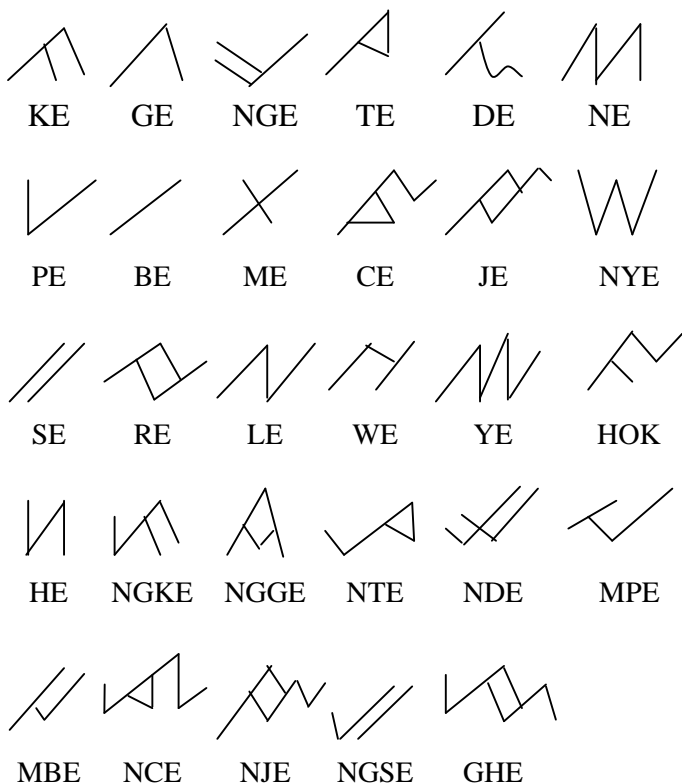 KE GE NGE TE DE NE
PE BE ME CE JE NYE
SE RE LE WE YE HOK
HE NGKE NGGE NTE NDE MPE
MBE NCE NJE NGSE GHE